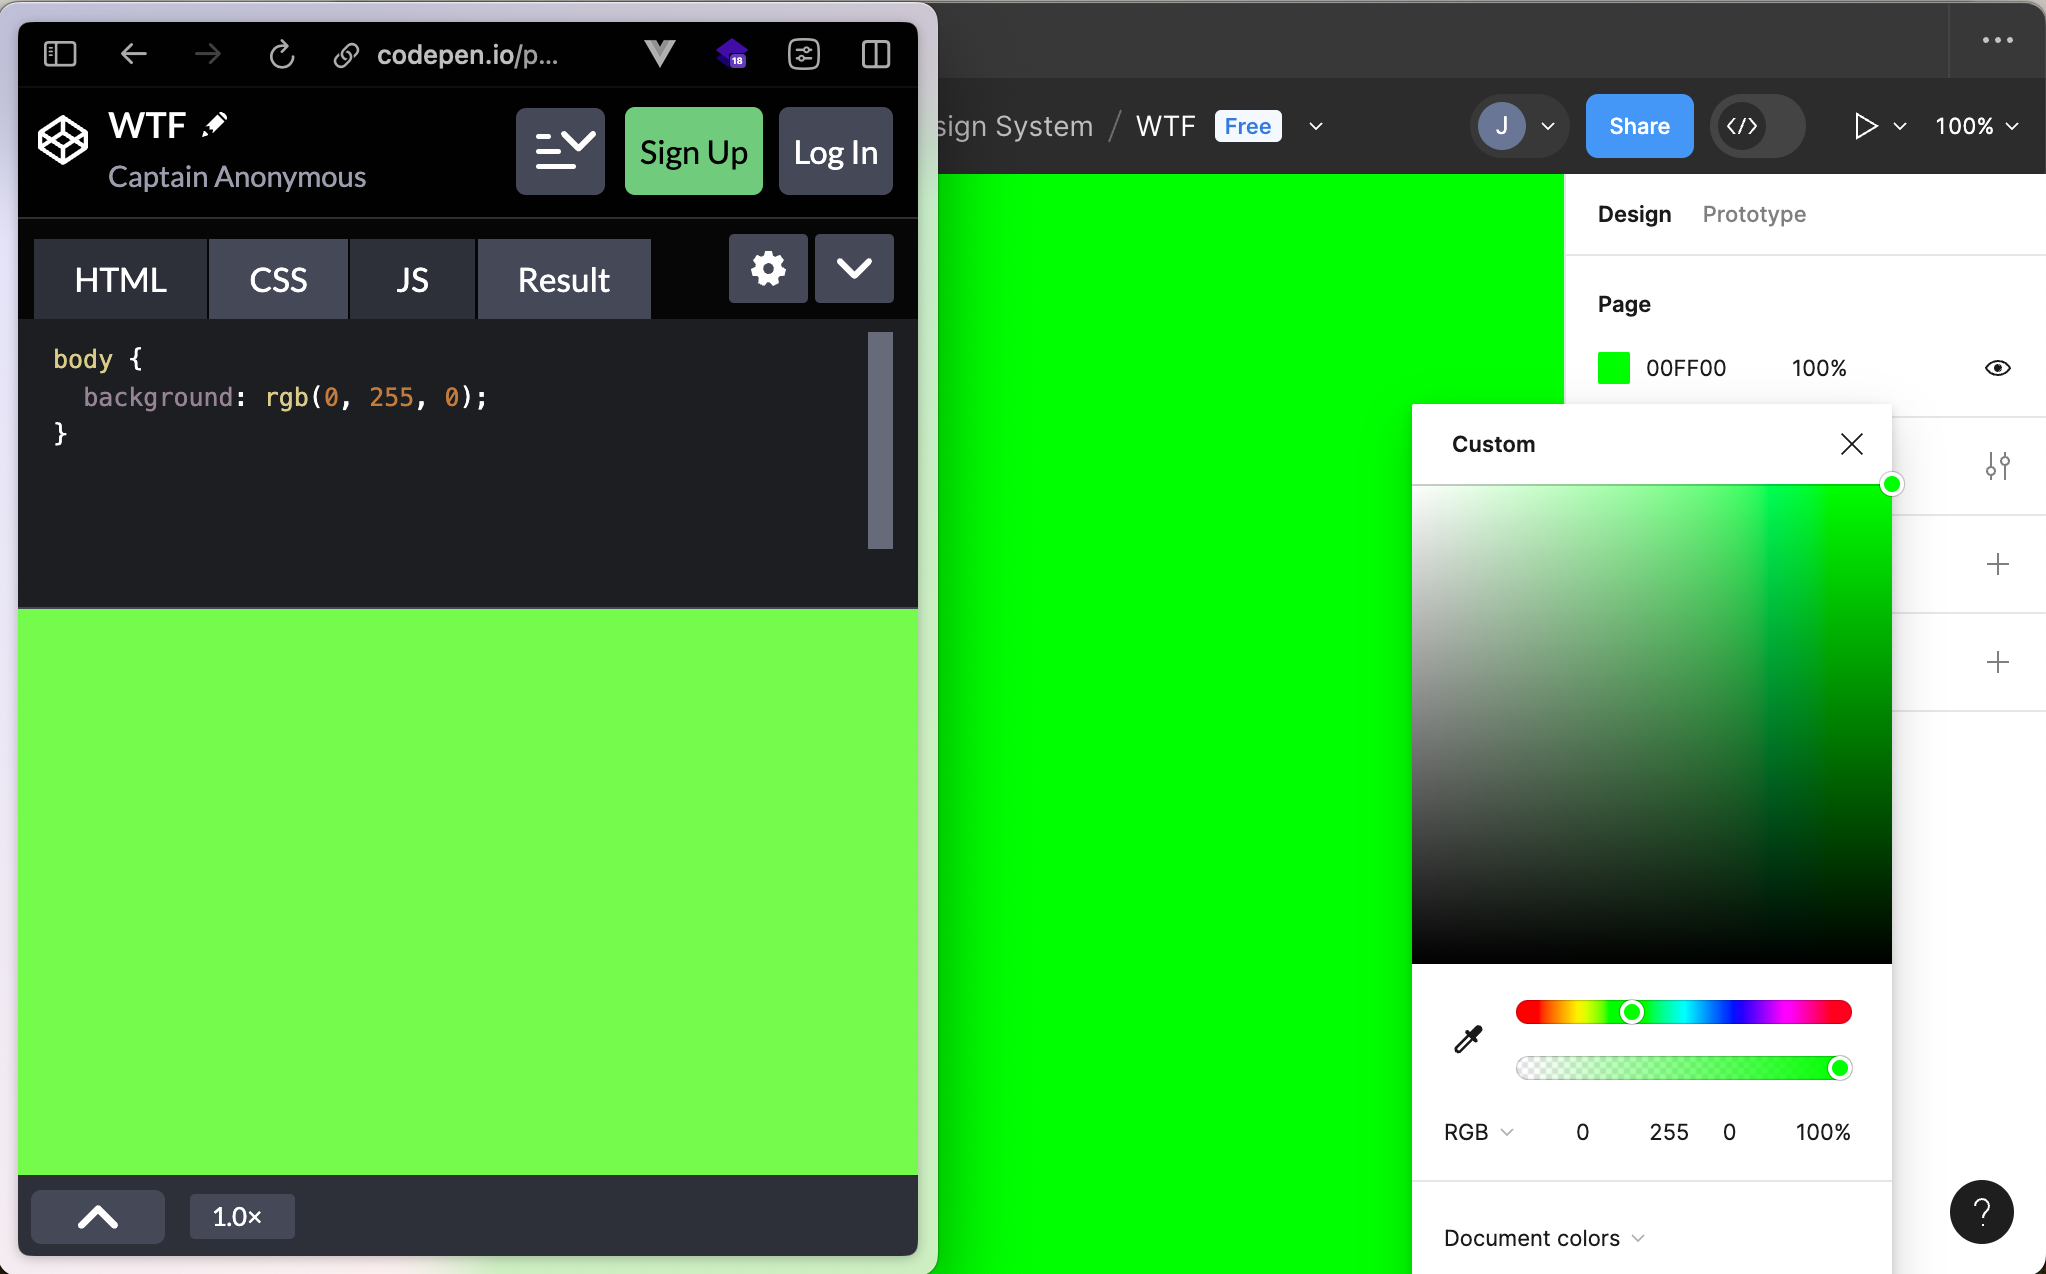 codepen.io/p...
18
WTF
Captain Anonymous
Sign Up
Log In
HTML
CSS
JS
Result
body {
  background: rgb(0, 255, 0);
}
1.0×
sign System / WTF
Free
J
Share
</>
100%
Design
Prototype
Page
00FF00
100%
Custom
RGB
0
255
0
100%
Document colors
?